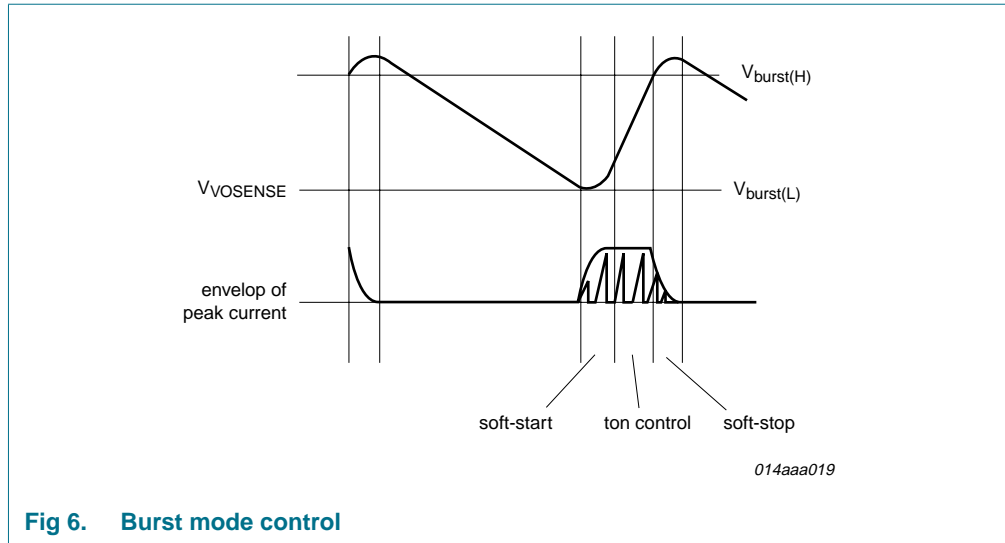 Vburst(H)
VVOSENSE
Vburst(L)
envelop of
peak current
soft-start
ton control
soft-stop
014aaa019
Fig 6. Burst mode control